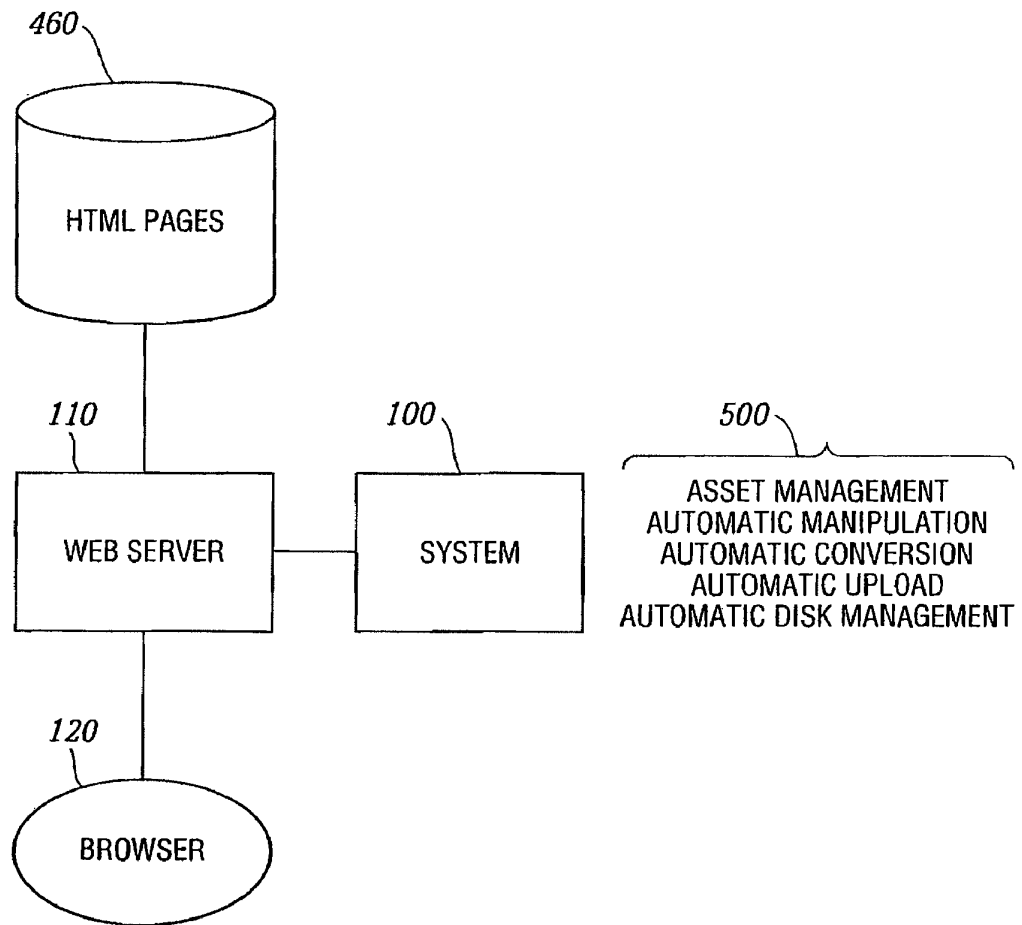 460
HTML PAGES
110
100
500
WEB SERVER
SYSTEM
ASSET MANAGEMENT
AUTOMATIC MANIPULATION
AUTOMATIC CONVERSION
AUTOMATIC UPLOAD
AUTOMATIC DISK MANAGEMENT
120
BROWSER